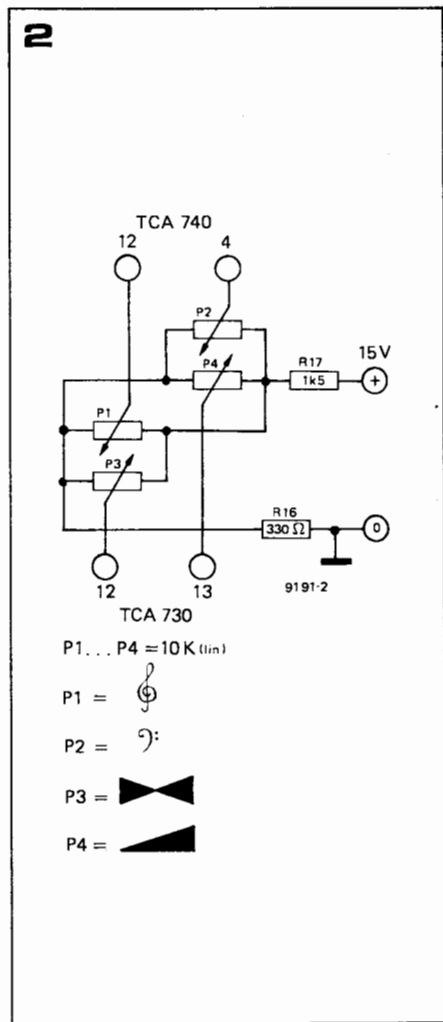 2
TCA 740
12 4
P2
P4
R17
1k5
15V
+
P1
P3
R16
330 Ω
0
12 13
9191-2
TCA 730
P1... P4 = 10K (lin)
P1 =
P2 =
P3 =
P4 =